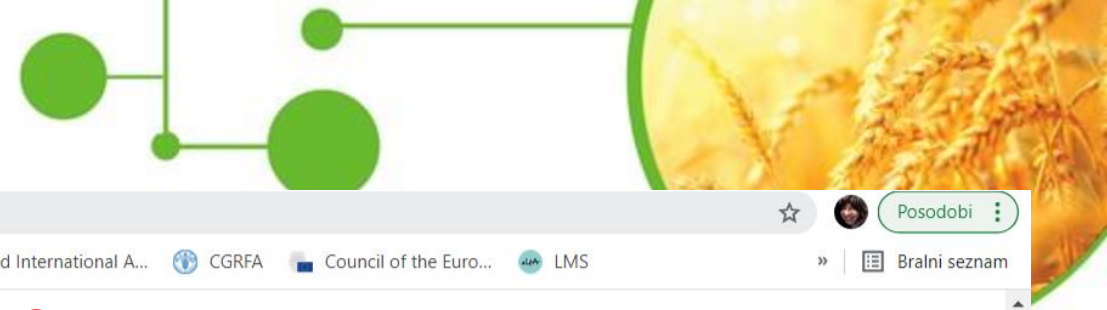 Posodobi
d International A... CGRFA Council of the Euro... LMS » Bralni seznam